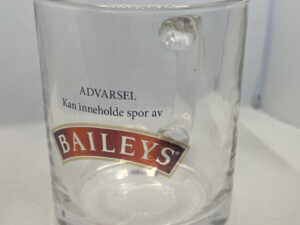 ADVARSEL
Kan inneholde spor av
BAILEYS